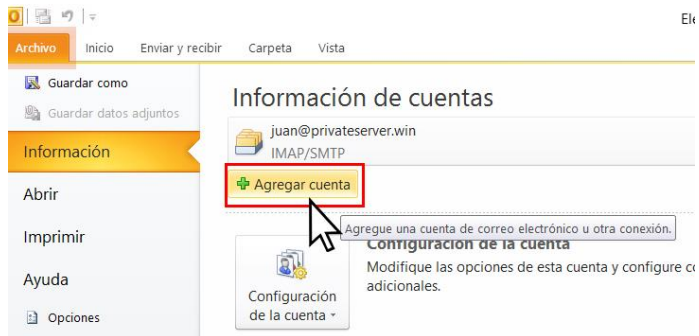 Ele
Archivo Inicio Enviar y recibir Carpeta Vista
Guardar como
Guardar datos adjuntos
Información
Abrir
Imprimir
Ayuda
Opciones
Información de cuentas
juan@privateserver.win
IMAP/SMTP
Agregar cuenta
Agregue una cuenta de correo electrónico u otra conexión.
Configuración de la cuenta
Configuración
de la cuenta
Modifique las opciones de esta cuenta y configure co
adicionales.